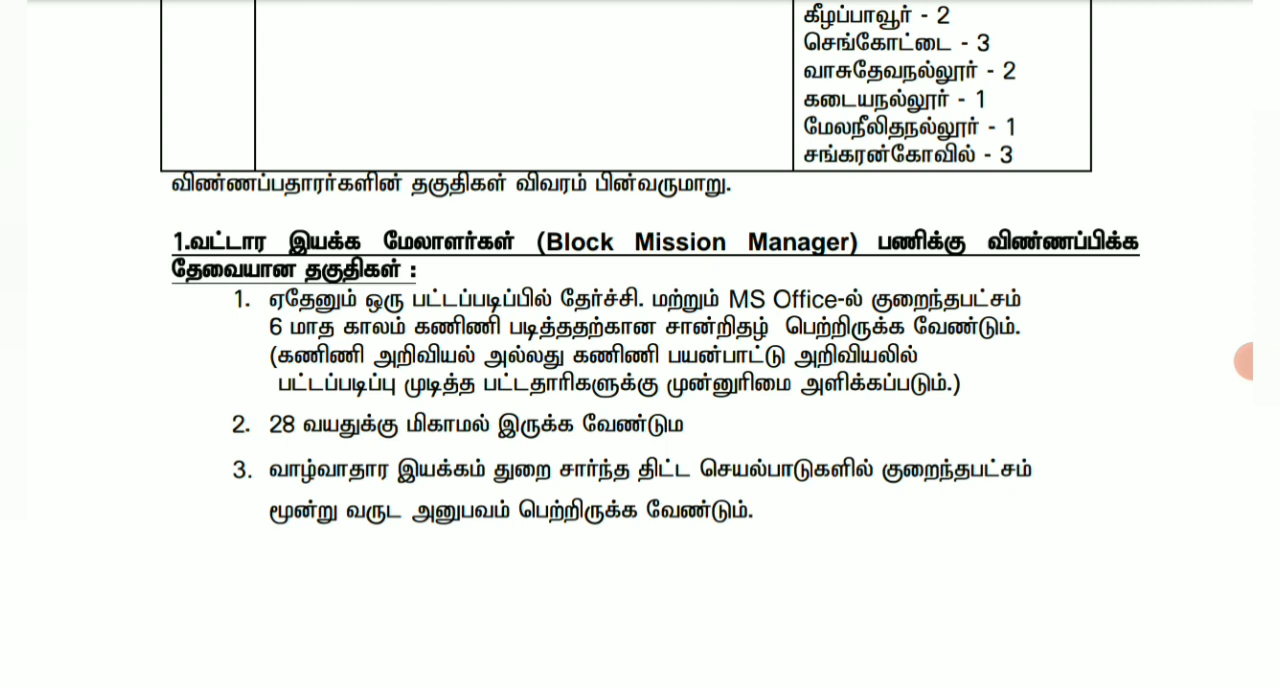 கீழப்பாவூர் - 2
செங்கோட்டை - 3
வாசுதேவநல்லூர் - 2
கடையநல்லூர் - 1
மேலநீலிதநல்லூர் - 1
சங்கரன்கோவில் - 3
விண்ணப்பதாரர்களின் தகுதிகள் விவரம் பின்வருமாறு.
1.வட்டார இயக்க மேலாளர்கள் (Block Mission Manager) பணிக்கு விண்ணப்பிக்க
தேவையான தகுதிகள் :
1. ஏதேனும் ஒரு பட்டப்படிப்பில் தேர்ச்சி. மற்றும் MS Office-ல் குறைந்தபட்சம்
6 மாத காலம் கணிணி படித்ததற்கான சான்றிதழ் பெற்றிருக்க வேண்டும்.
(கணிணி அறிவியல் அல்லது கணிணி பயன்பாட்டு அறிவியலில்
பட்டப்படிப்பு முடித்த பட்டதாரிகளுக்கு முன்னுரிமை அளிக்கப்படும்.)
2. 28 வயதுக்கு மிகாமல் இருக்க வேண்டும
3. வாழ்வாதார இயக்கம் துறை சார்ந்த திட்ட செயல்பாடுகளில் குறைந்தபட்சம்
மூன்று வருட அனுபவம் பெற்றிருக்க வேண்டும்.